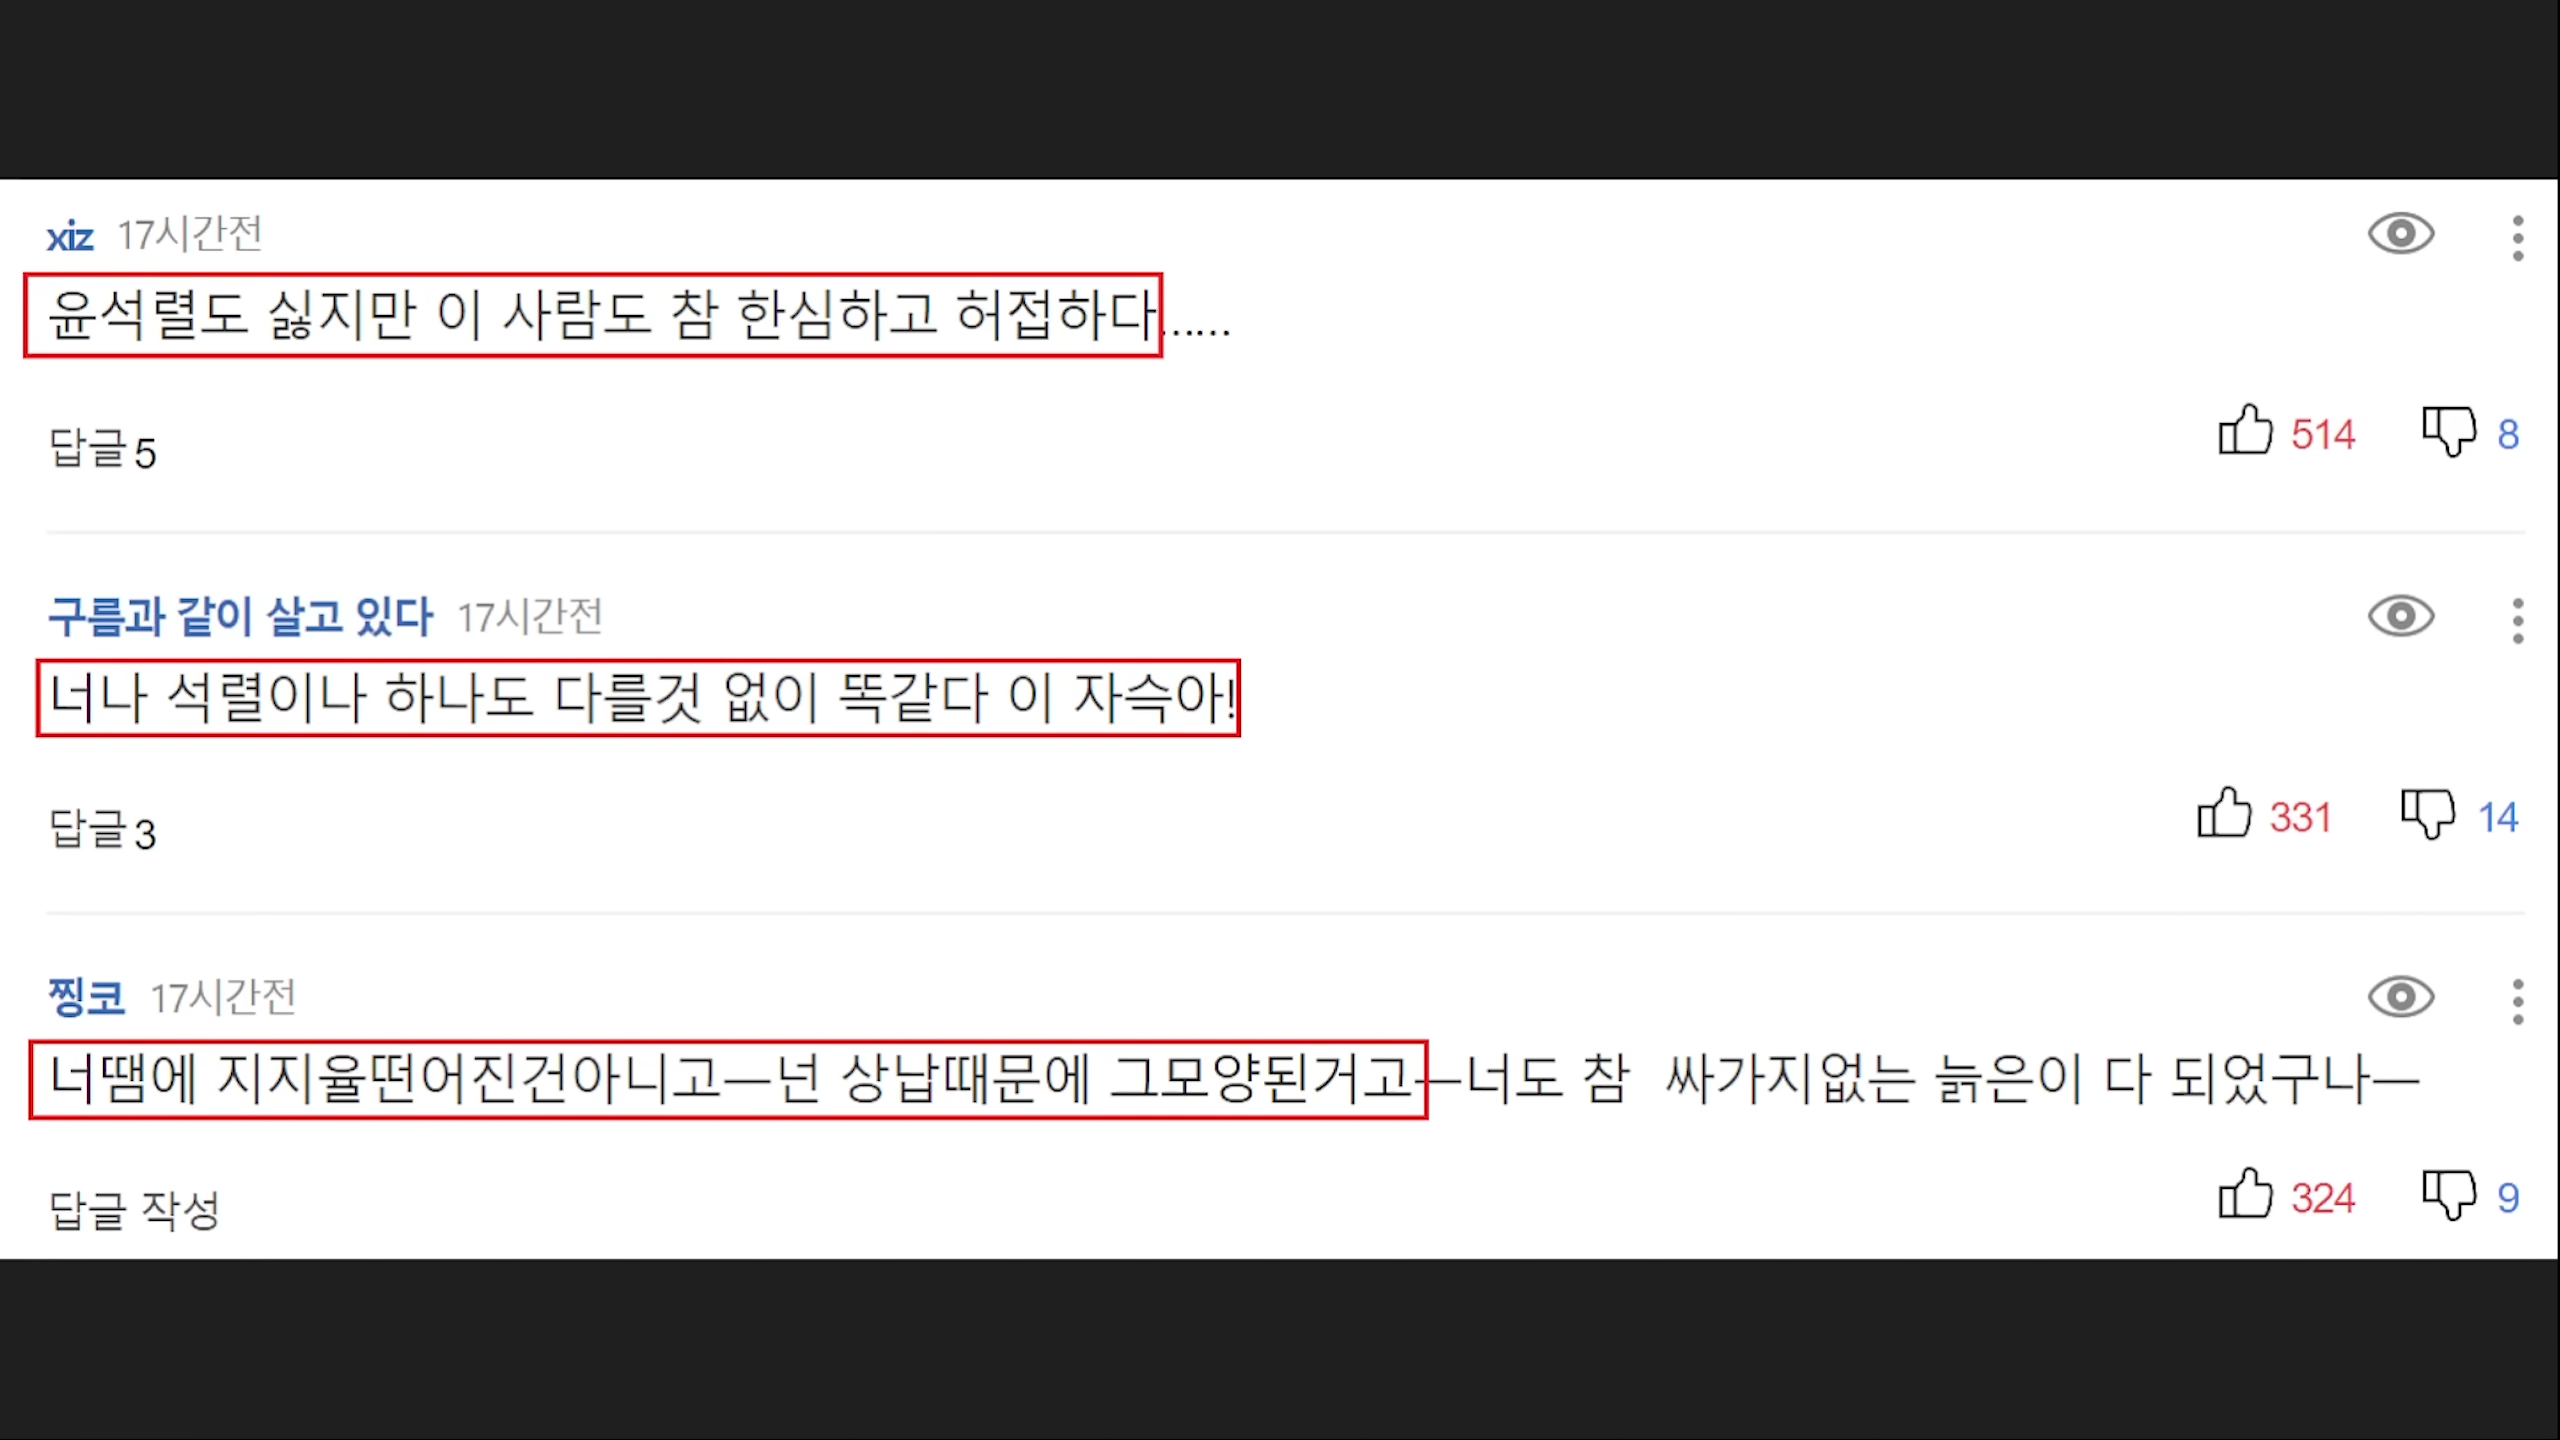 xiz 17시간전
윤석렬도 싫지만 이 사람도 참 한심하고 허접하다......
답글 5
514 8
구름과 같이 살고 있다 17시간전
너나 석렬이나 하나도 다를것 없이 똑같다 이 자슥아!
답글 3
331 14
찡코 17시간전
너땜에 지지율떤어진건아니고ㅡ넌 상납때문에 그모양된거고ㅡ너도 참 싸가지없는 늙은이 다 되었구나ㅡ
답글 작성
324 9